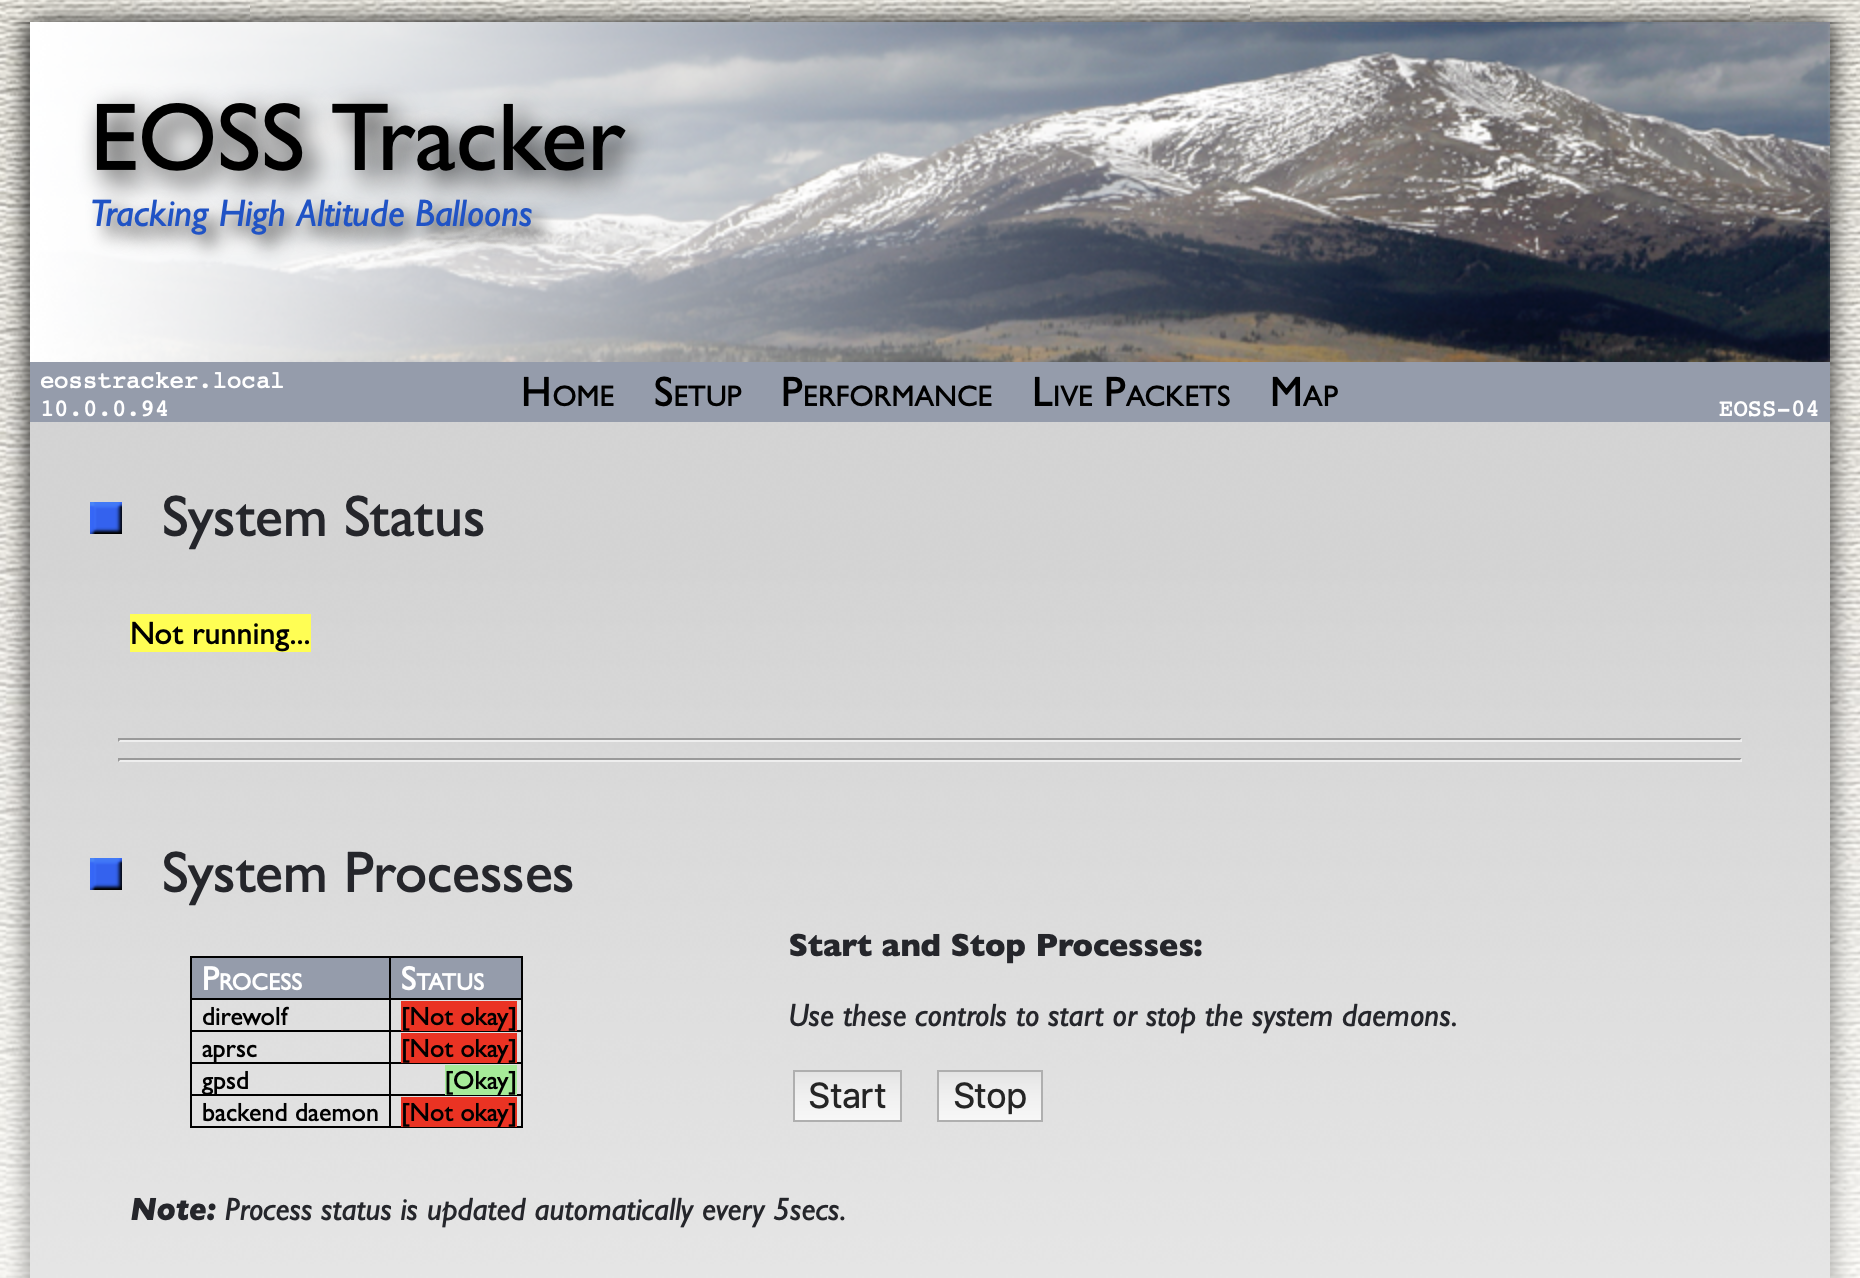 EOSS Tracker
Tracking High Altitude Balloons
eosstracker.local
10.0.0.94
Home Setup Performance Live Packets Map
EOSS-04
System Status
Not running...
System Processes
Start and Stop Processes:
Process Status
direwolf [Not okay]
aprsc [Not okay]
gpsd [Okay]
backend daemon [Not okay]
Use these controls to start or stop the system daemons.
Start Stop
Note: Process status is updated automatically every 5secs.